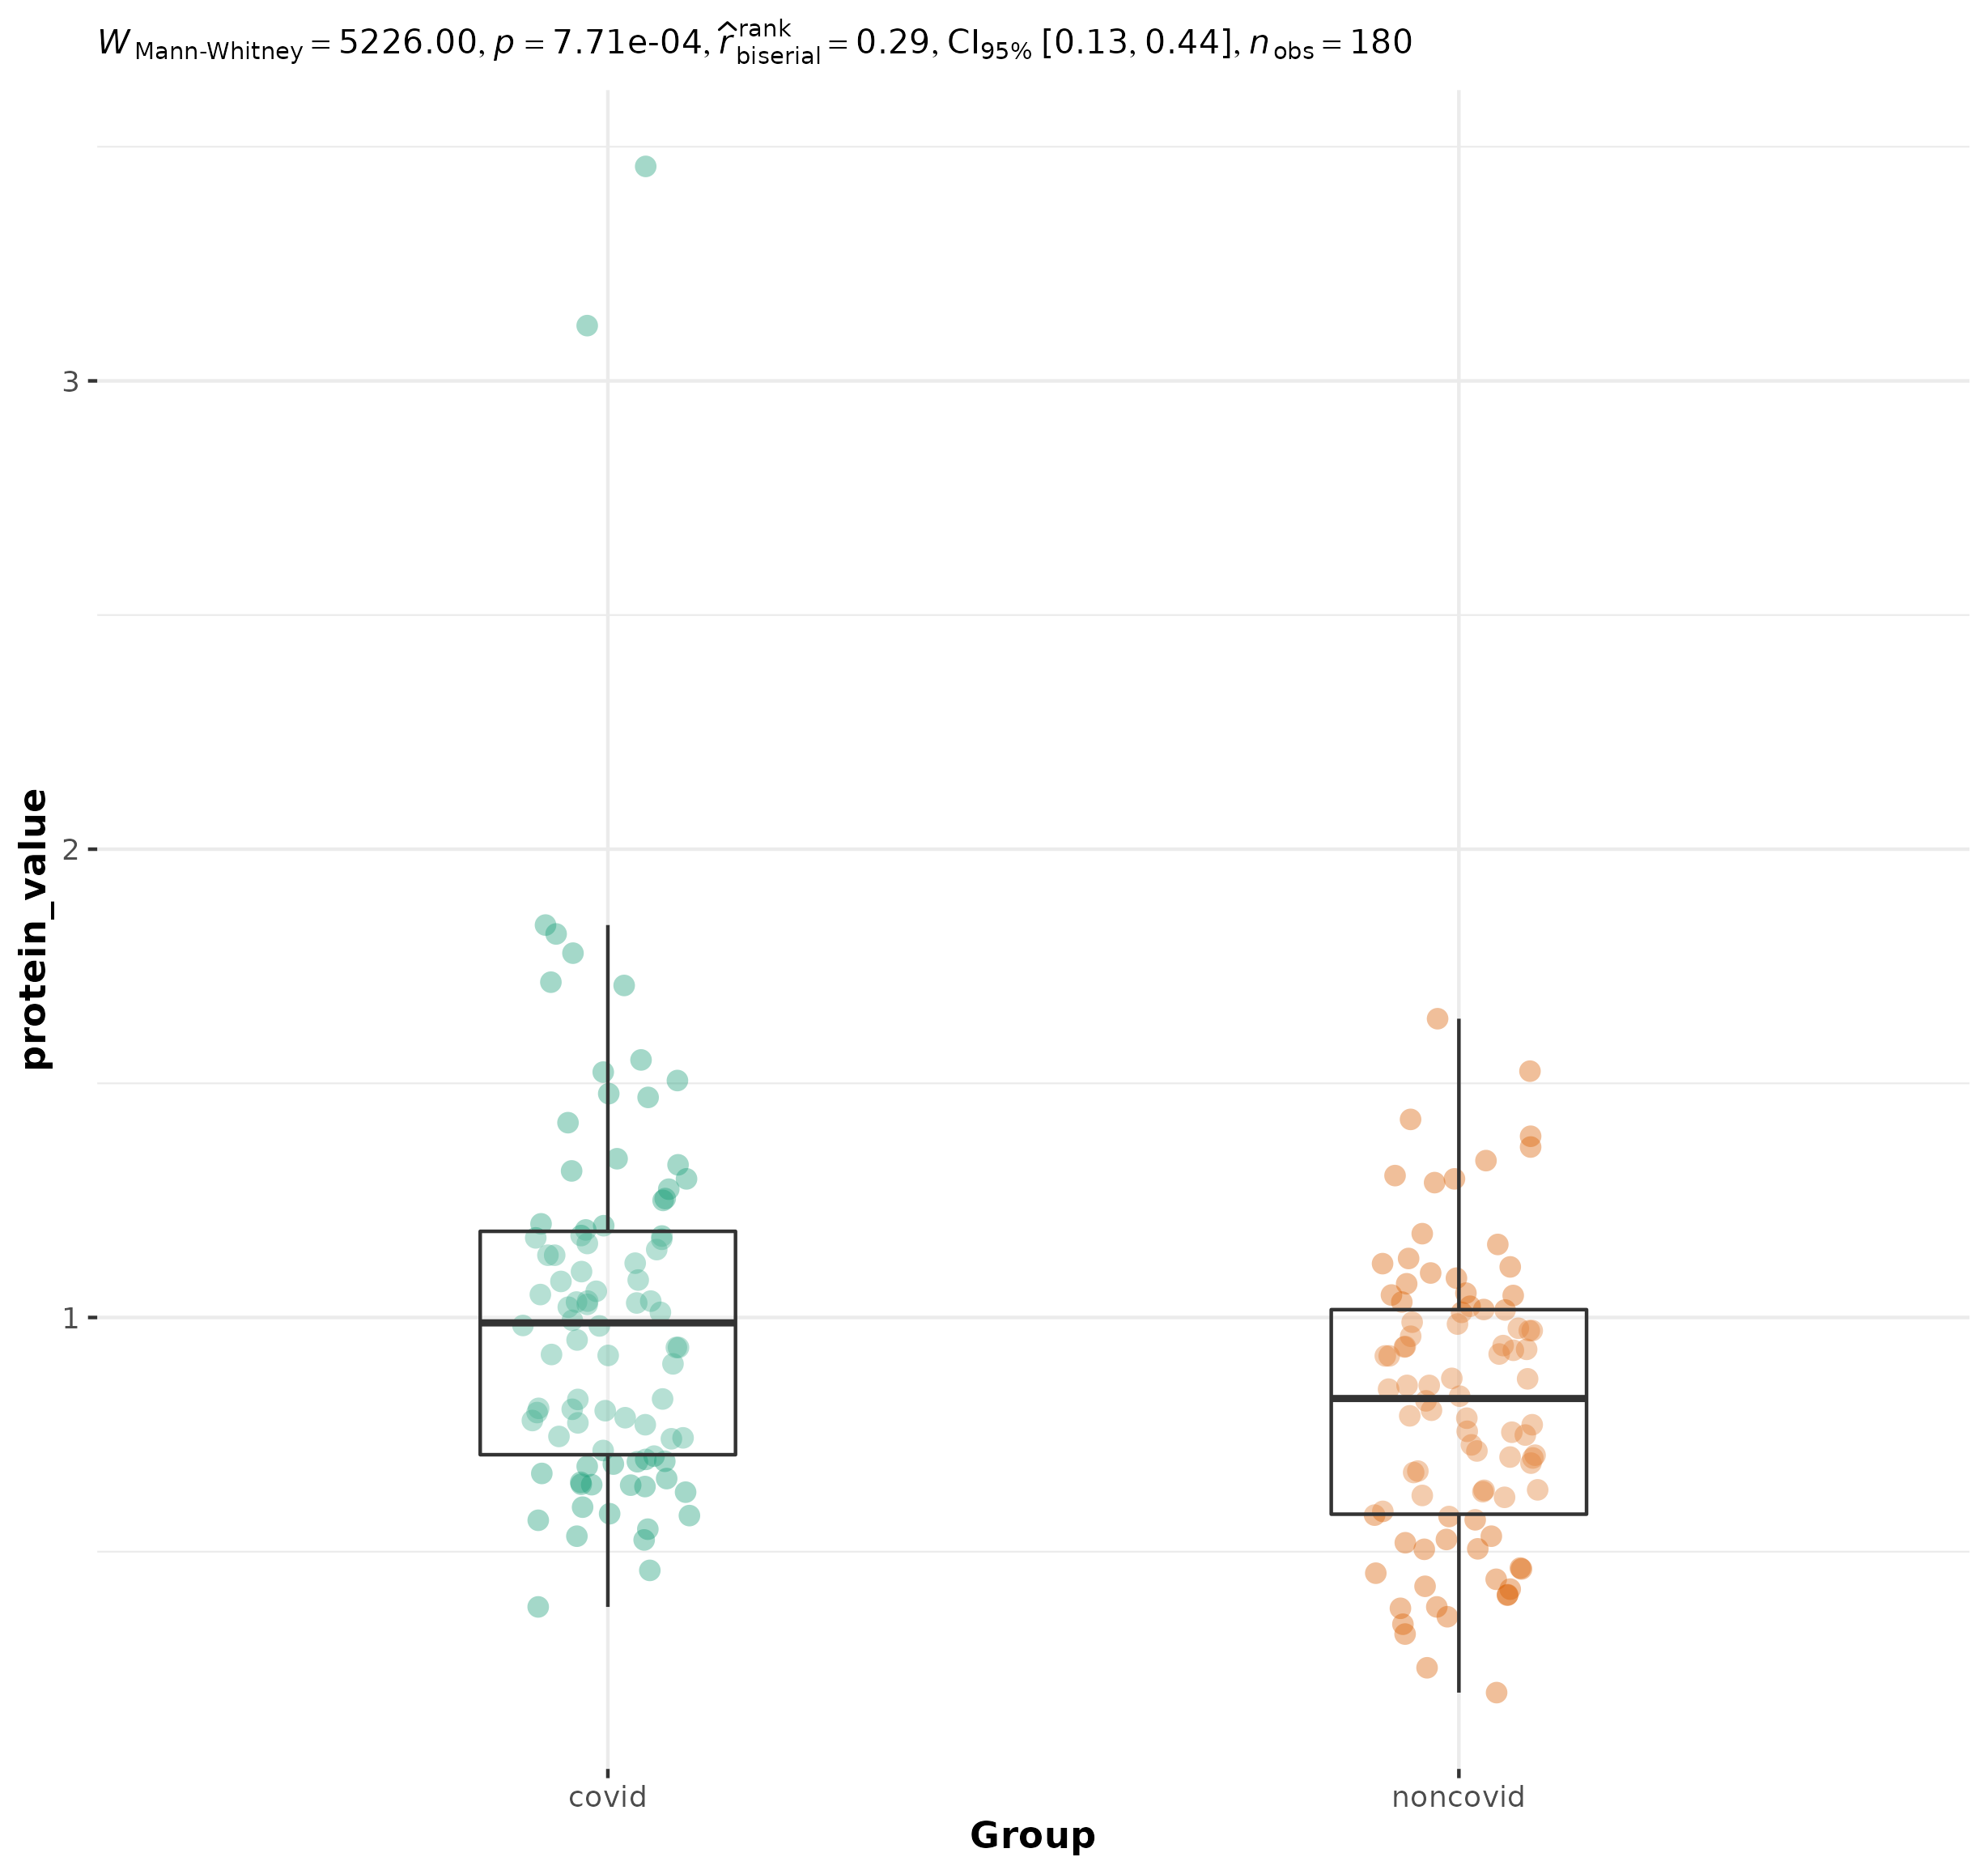 W Mann-Whitney = 5226.00, p = 7.71e-04, r̂ rank biserial = 0.29, CI95% [0.13, 0.44], nobs = 180
3
2
1
protein_value
covid noncovid
Group